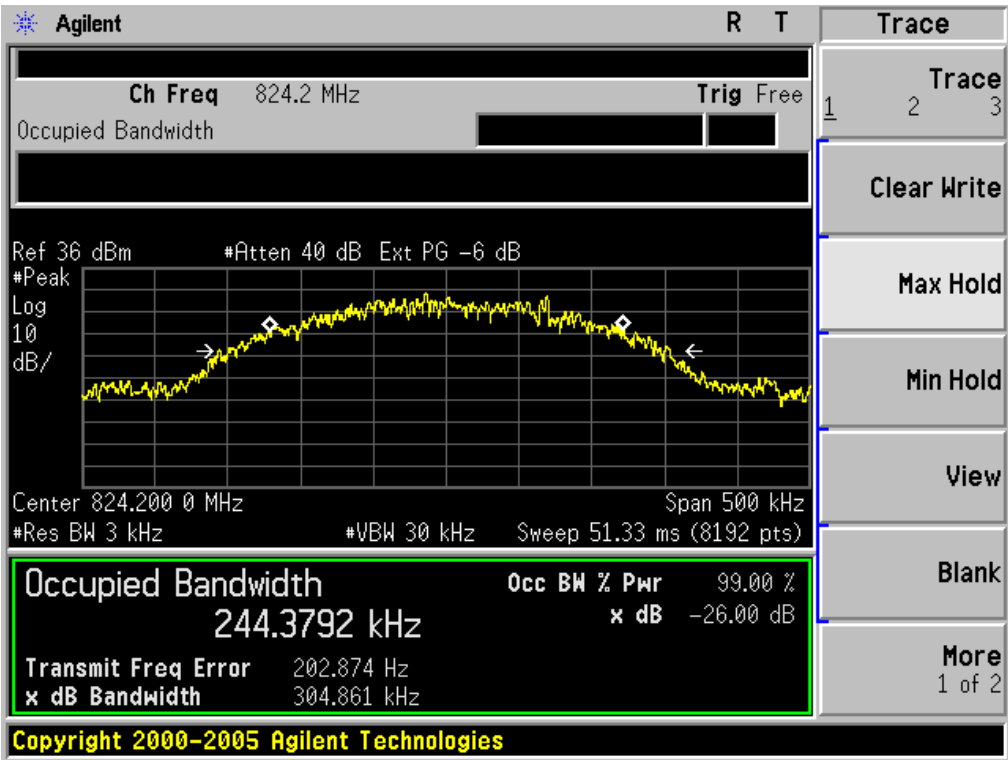 Agilent R T
Ch Freq 824.2 MHz Trig Free
Occupied Bandwidth
Ref 36 dBm #Atten 40 dB Ext PG -6 dB
#Peak
Log
10
dB/
Center 824.200 0 MHz Span 500 kHz
#Res BW 3 kHz #VBW 30 kHz Sweep 51.33 ms (8192 pts)
Occupied Bandwidth Occ BW % Pwr 99.00 %
244.3792 kHz x dB -26.00 dB
Transmit Freq Error 202.874 Hz
x dB Bandwidth 304.861 kHz
Copyright 2000-2005 Agilent Technologies
Trace
Trace
1 2 3
Clear Write
Max Hold
Min Hold
View
Blank
More
1 of 2